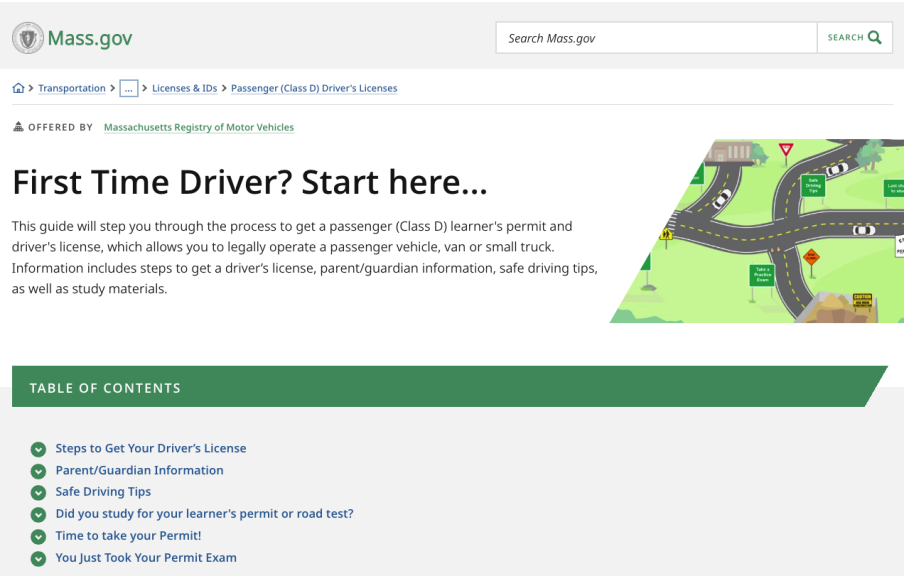 Mass.gov
Search Mass.gov
SEARCH
Transportation
...
Licenses & IDs
Passenger (Class D) Driver's Licenses
OFFERED BY Massachusetts Registry of Motor Vehicles
First Time Driver? Start here...
This guide will step you through the process to get a passenger (Class D) learner's permit and
driver's license, which allows you to legally operate a passenger vehicle, van or small truck.
Information includes steps to get a driver's license, parent/guardian information, safe driving tips,
as well as study materials.
Safe
Driving
Tips
Take a
Practice
Exam
CAUTION
TABLE OF CONTENTS
Steps to Get Your Driver's License
Parent/Guardian Information
Safe Driving Tips
Did you study for your learner's permit or road test?
Time to take your Permit!
You Just Took Your Permit Exam